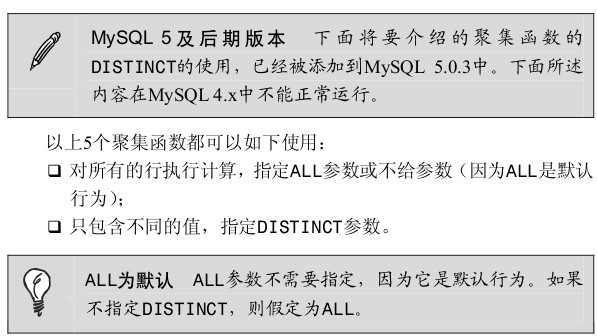 MySQL 5及后期版本 下面将要介绍的聚集函数的
DISTINCT的使用，已经被添加到MySQL 5.0.3中。下面所述
内容在MySQL 4.x中不能正常运行。
以上5个聚集函数都可以如下使用：
❑ 对所有的行执行计算，指定ALL参数或不给参数（因为ALL是默认
行为）；
❑ 只包含不同的值，指定DISTINCT参数。
ALL为默认 ALL参数不需要指定，因为它是默认行为。如果
不指定DISTINCT，则假定为ALL。